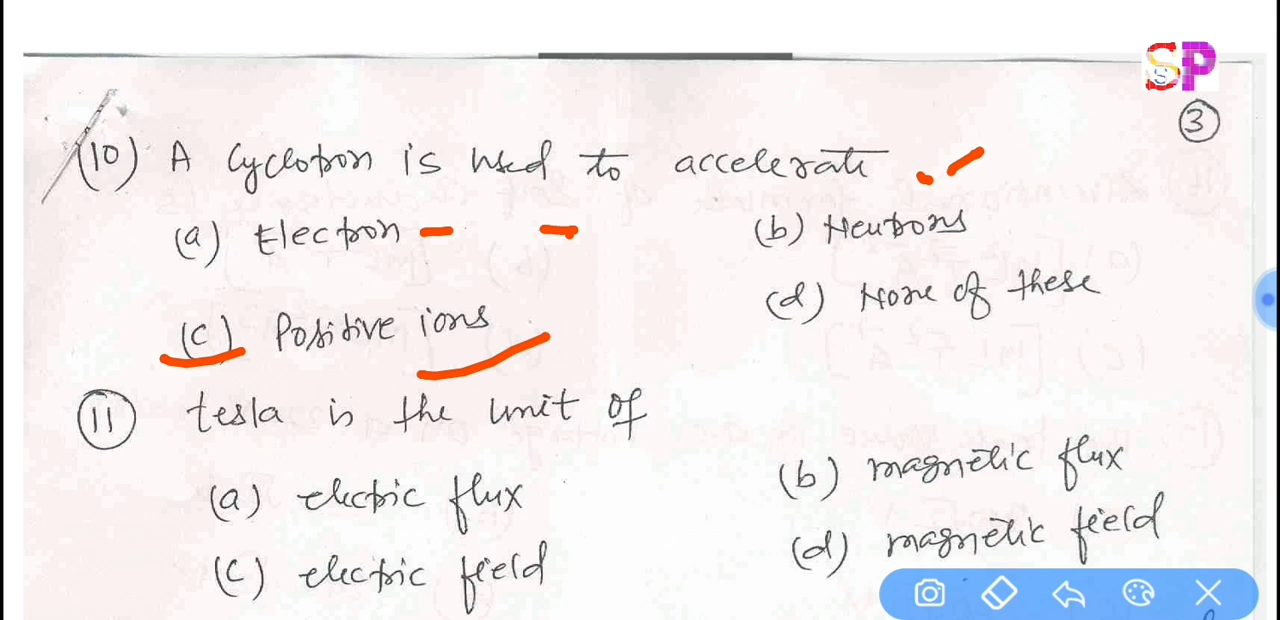 SP
S
3
(10) A Cyclotron is used to accelerate
(a) Electron (b) Neutrons
(c) Positive ions (d) None of these
11 tesla is the unit of
(a) electric flux (b) magnetic flux
(c) electric field (d) magnetic field